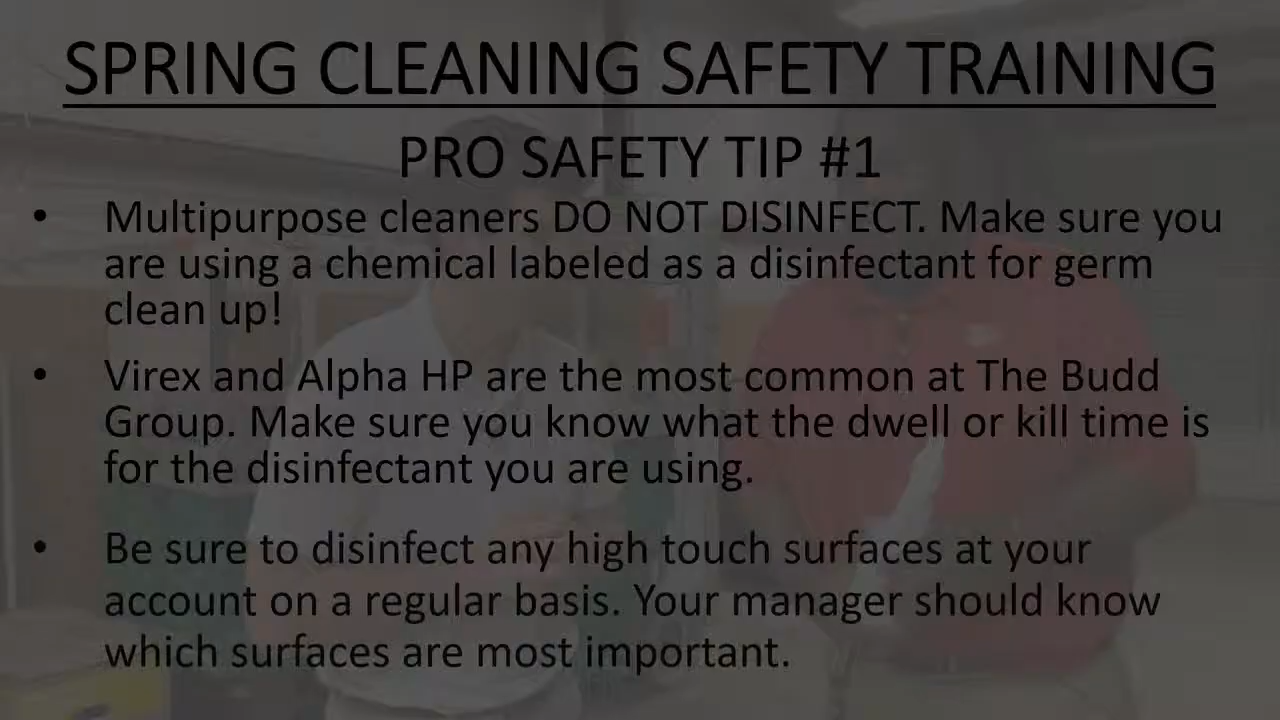 SPRING CLEANING SAFETY TRAINING
PRO SAFETY TIP #1
• Multipurpose cleaners DO NOT DISINFECT. Make sure you
are using a chemical labeled as a disinfectant for germ
clean up!
• Virex and Alpha HP are the most common at The Budd
Group. Make sure you know what the dwell or kill time is
for the disinfectant you are using.
• Be sure to disinfect any high touch surfaces at your
account on a regular basis. Your manager should know
which surfaces are most important.